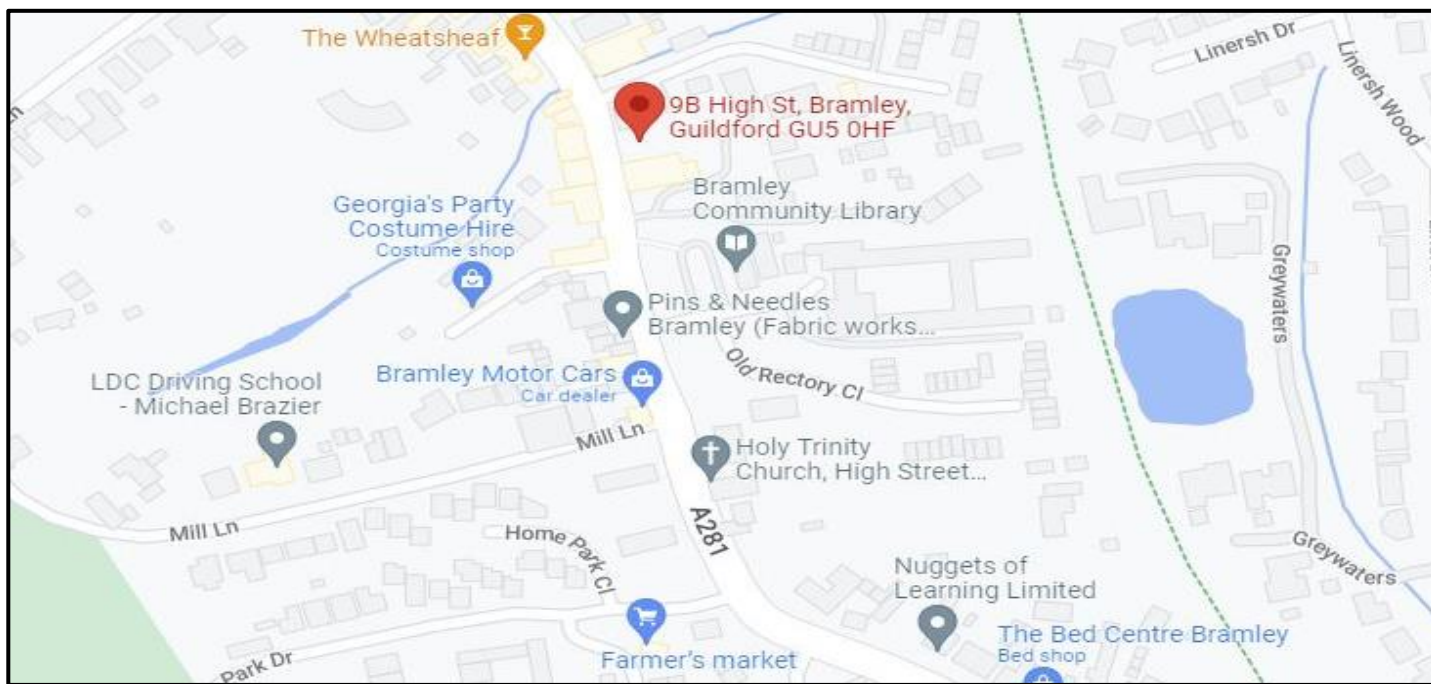 The Wheatsheaf
Linersh Dr
Linersh Wood
9B High St, Bramley,
Guildford GU5 0HF
Bramley
Community Library
Georgia's Party
Costume Hire
Costume shop
Greywaters
Pins & Needles
Bramley (Fabric works...
Old Rectory Cl
Bramley Motor Cars
Car dealer
LDC Driving School
- Michael Brazier
Mill Ln
Holy Trinity
Church, High Street...
A281
Mill Ln
Home Park Cl
Greywaters
Nuggets of
Learning Limited
The Bed Centre Bramley
Bed shop
Farmer's market
Park Dr